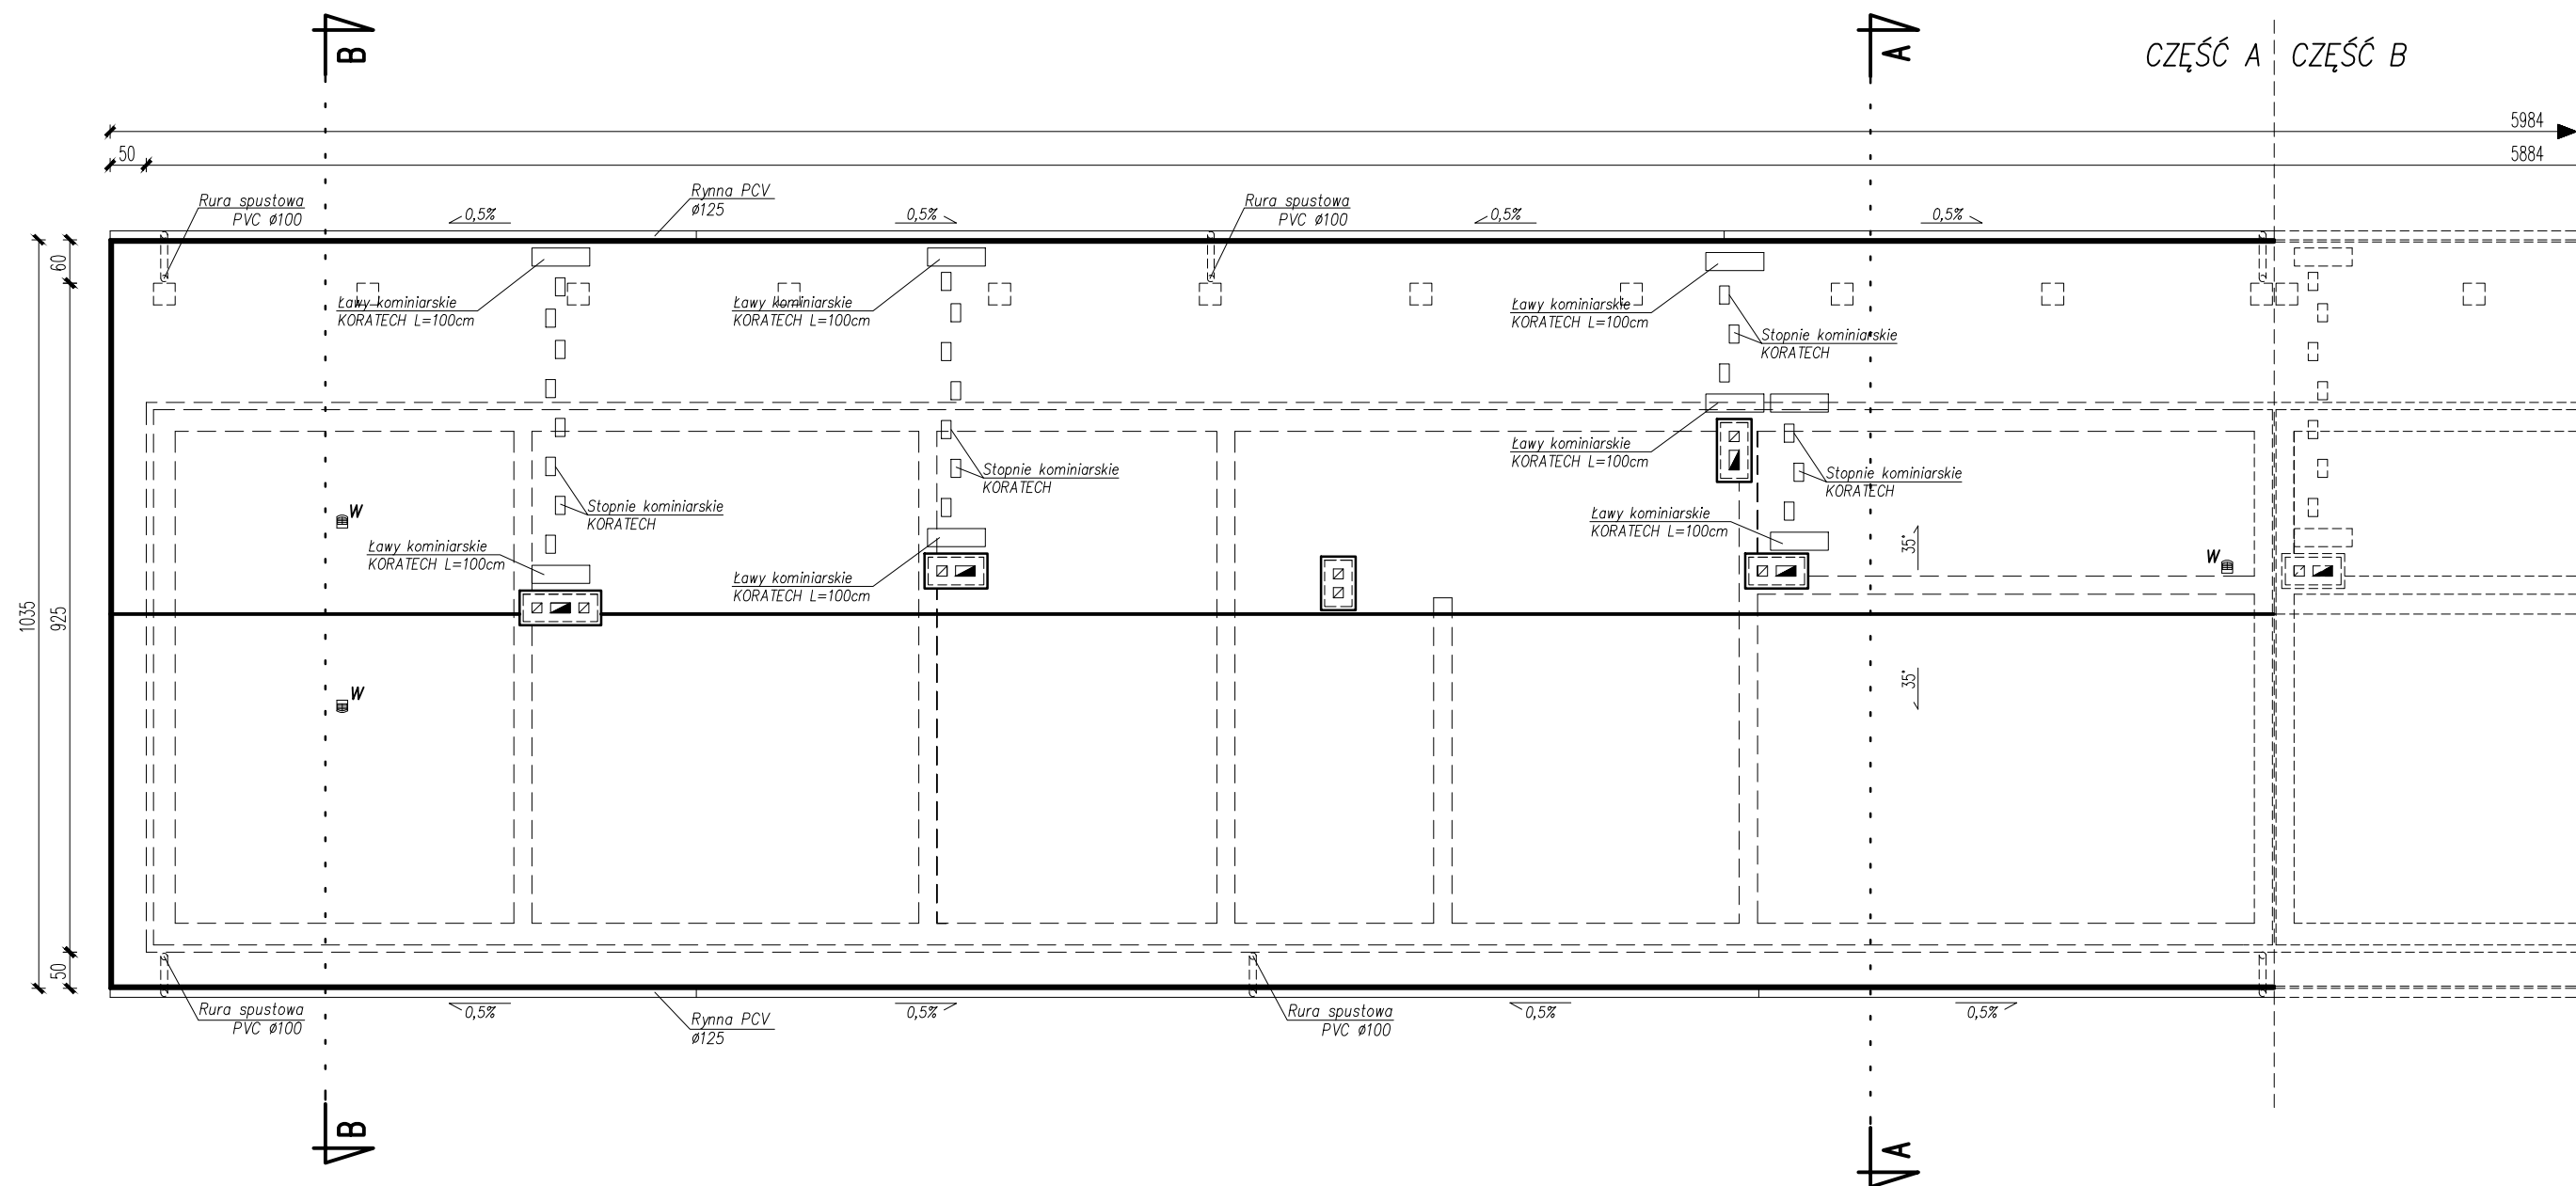 B
A
CZĘŚĆ A
CZĘŚĆ B
5984
50
5884
Rura spustowa
PVC ø100
0,5%
Rynna PCV
ø125
0,5%
Rura spustowa
PVC ø100
0,5%
0,5%
60
Ławy kominiarskie
KORATECH L=100cm
Ławy kominiarskie
KORATECH L=100cm
Ławy kominiarskie
KORATECH L=100cm
Stopnie kominiarskie
KORATECH
Ławy kominiarskie
KORATECH L=100cm
Stopnie kominiarskie
KORATECH
Stopnie kominiarskie
KORATECH
Stopnie kominiarskie
KORATECH
W
Ławy kominiarskie
KORATECH L=100cm
Ławy kominiarskie
KORATECH L=100cm
35°
W
Ławy kominiarskie
KORATECH L=100cm
1035
925
W
35°
50
Rura spustowa
PVC ø100
0,5%
Rynna PCV
ø125
0,5%
Rura spustowa
PVC ø100
0,5%
0,5%
B
A